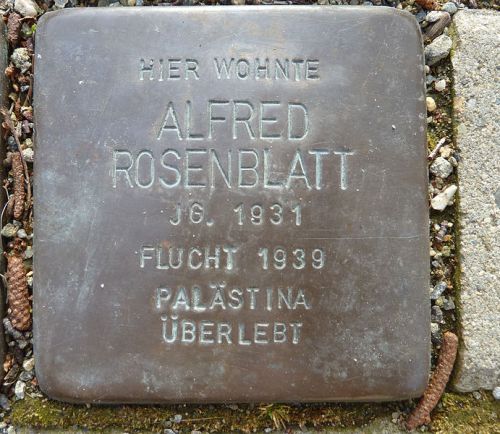 HIER WOHNTE
ALFRED
ROSENBLATT
JG. 1931
FLUCHT 1939
PALÄSTINA
ÜBERLEBT